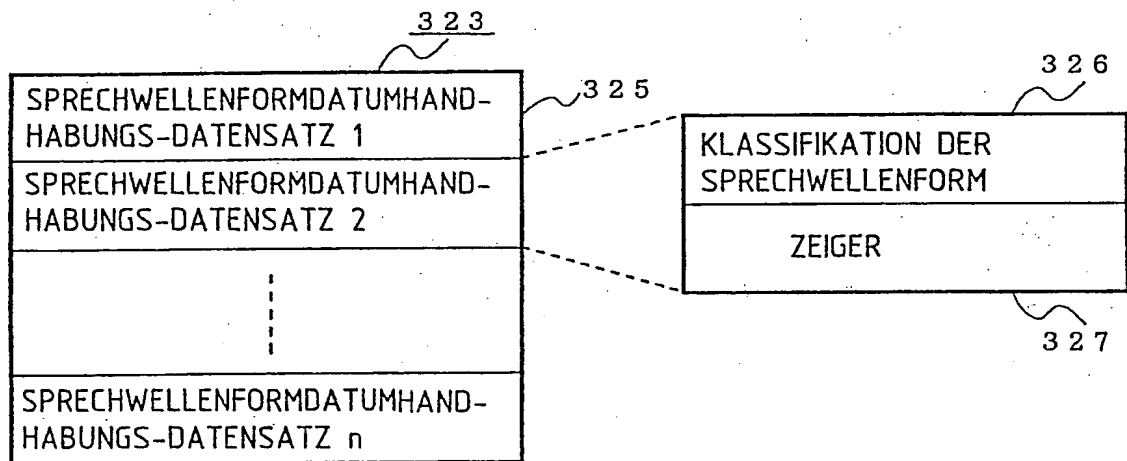 323
SPRECHWELLENFORMDATUMHAND-
HABUNGS-DATENSATZ 1
325
SPRECHWELLENFORMDATUMHAND-
HABUNGS-DATENSATZ 2
SPRECHWELLENFORMDATUMHAND-
HABUNGS-DATENSATZ n
326
KLASSIFIKATION DER
SPRECHWELLENFORM
ZEIGER
327